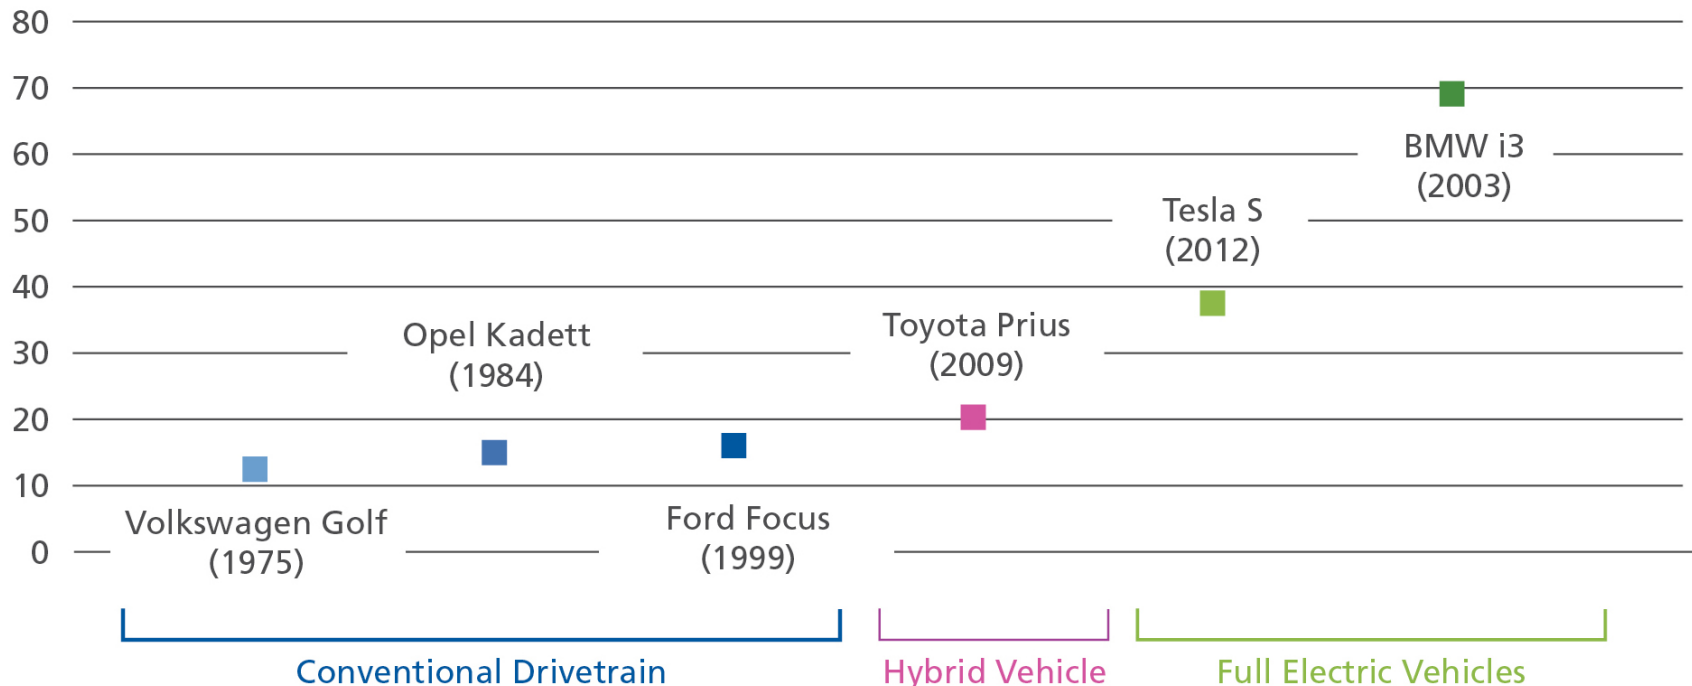 80
70
60
50
40
30
20
10
0
BMW i3
(2003)
Tesla S
(2012)
Toyota Prius
(2009)
Opel Kadett
(1984)
Volkswagen Golf
(1975)
Ford Focus
(1999)
Conventional Drivetrain
Hybrid Vehicle
Full Electric Vehicles